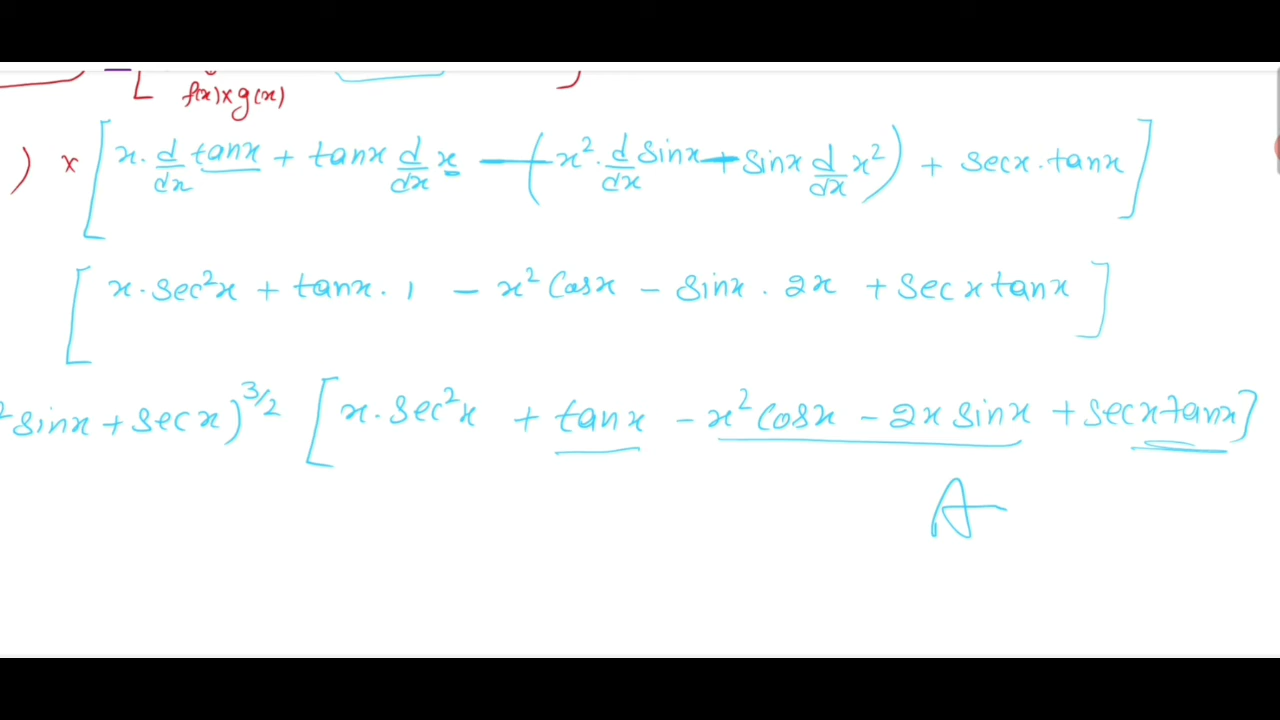 f(x) x g(x)
) x [x. d/dx tanx + tanx d/dx x - (x². d/dx sinx + sinx d/dx x²) + secx.tanx]
[x. sec²x + tanx. 1 - x² Cosx - sinx. 2x + secx tanx]
² sinx + secx)^3/2 [x. sec²x + tanx - x² cosx - 2x sinx + secx tanx]
A